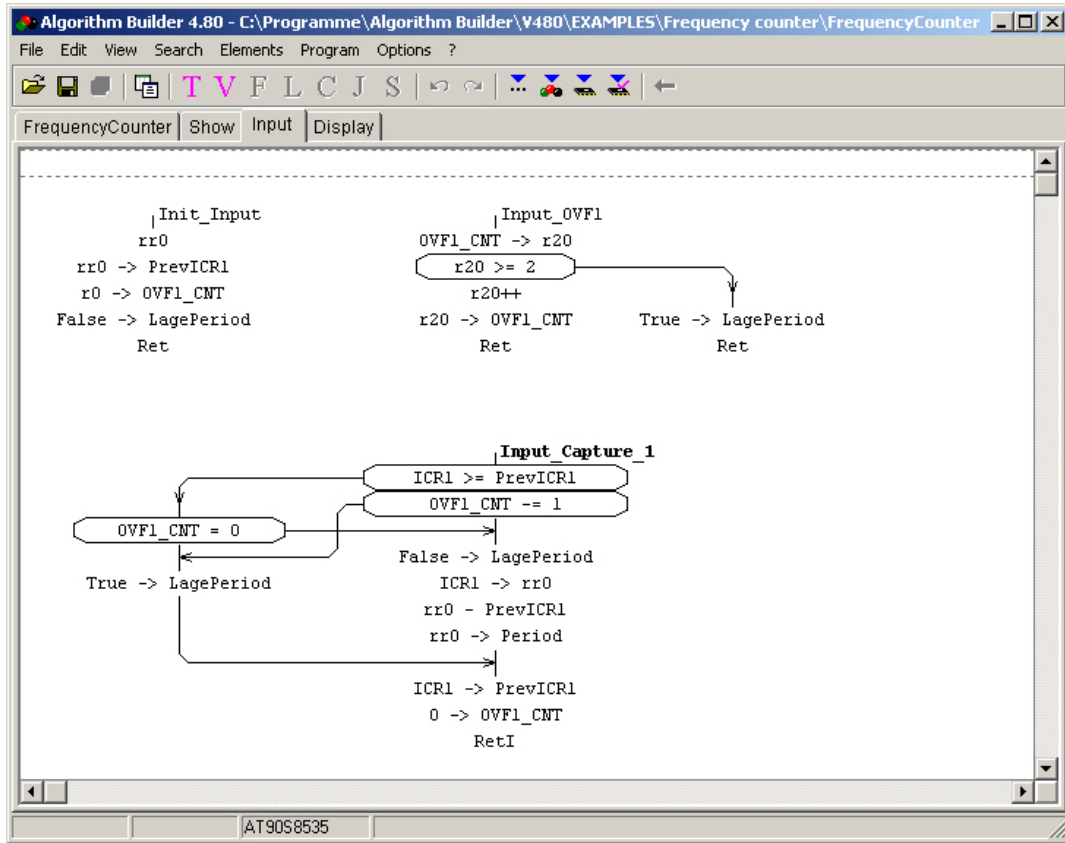 Algorithm Builder 4.80 - C:\Programme\Algorithm Builder\V480\EXAMPLES\Frequency counter\FrequencyCounter
File Edit View Search Elements Program Options ?
T V F L C J S
FrequencyCounter Show Input Display
Init_Input
rr0
rr0 -> PrevICR1
r0 -> OVF1_CNT
False -> LagePeriod
Ret
Input_OVF1
OVF1_CNT -> r20
r20 >= 2
r20++
r20 -> OVF1_CNT
Ret
True -> LagePeriod
Ret
Input_Capture_1
ICR1 >= PrevICR1
OVF1_CNT -= 1
OVF1_CNT = 0
True -> LagePeriod
False -> LagePeriod
ICR1 -> rr0
rr0 - PrevICR1
rr0 -> Period
ICR1 -> PrevICR1
0 -> OVF1_CNT
RetI
AT90S8535